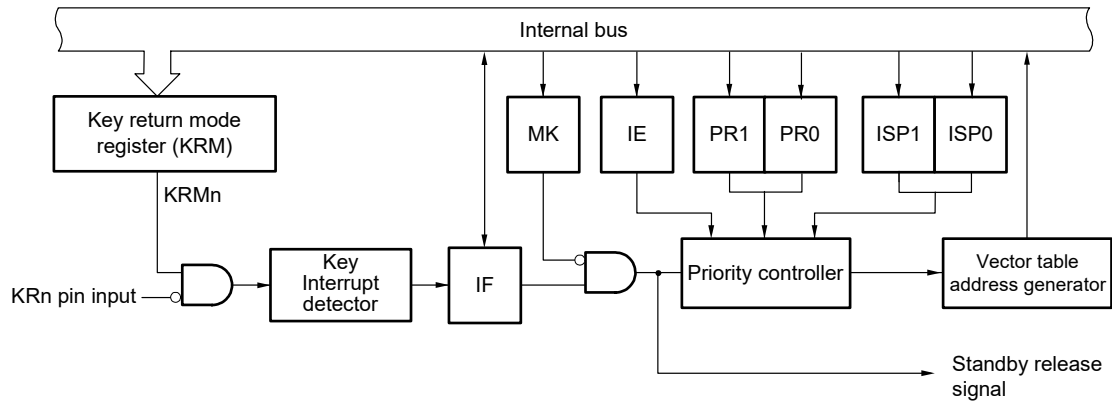 Internal bus
Key return mode
register (KRM)
MK
IE
PR1
PR0
ISP1
ISP0
KRMn
Key
Interrupt
detector
IF
Priority controller
Vector table
address generator
KRn pin input
Standby release
signal